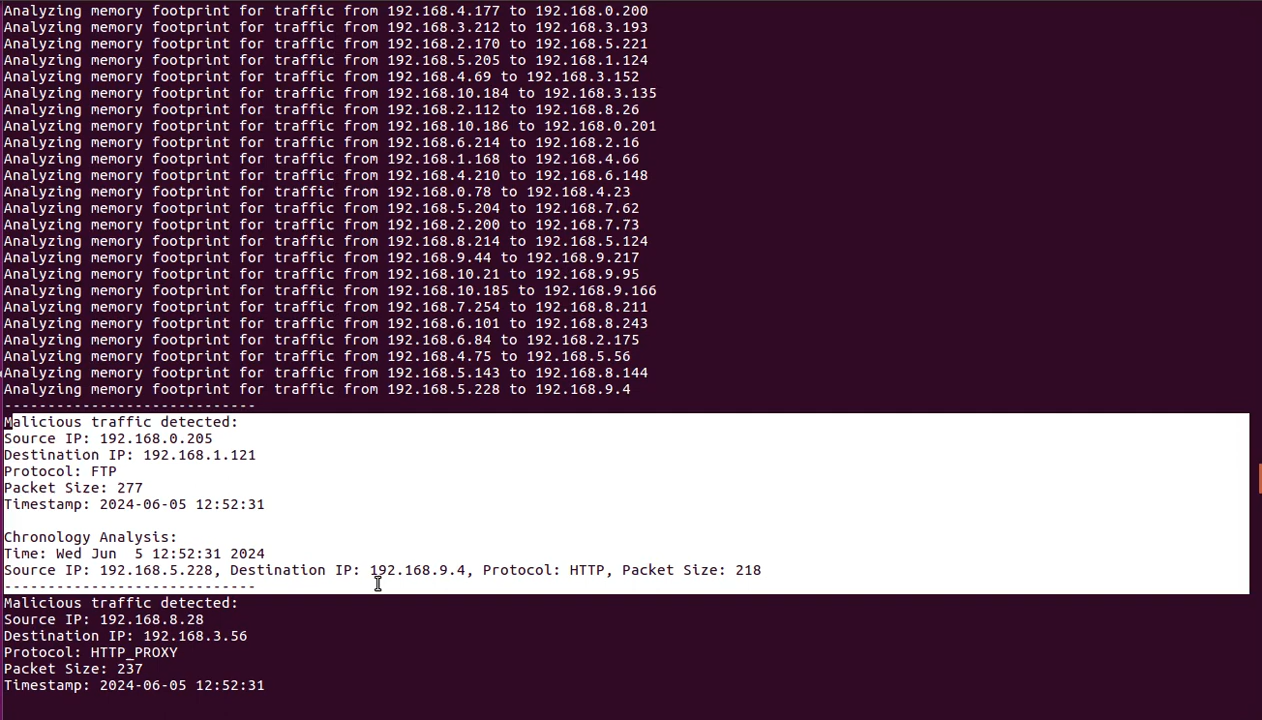 Analyzing memory footprint for traffic from 192.168.4.177 to 192.168.0.200
Analyzing memory footprint for traffic from 192.168.3.212 to 192.168.3.193
Analyzing memory footprint for traffic from 192.168.2.170 to 192.168.5.221
Analyzing memory footprint for traffic from 192.168.5.205 to 192.168.1.124
Analyzing memory footprint for traffic from 192.168.4.69 to 192.168.3.152
Analyzing memory footprint for traffic from 192.168.10.184 to 192.168.3.135
Analyzing memory footprint for traffic from 192.168.2.112 to 192.168.8.26
Analyzing memory footprint for traffic from 192.168.10.186 to 192.168.0.201
Analyzing memory footprint for traffic from 192.168.6.214 to 192.168.2.16
Analyzing memory footprint for traffic from 192.168.1.168 to 192.168.4.66
Analyzing memory footprint for traffic from 192.168.4.210 to 192.168.6.148
Analyzing memory footprint for traffic from 192.168.0.78 to 192.168.4.23
Analyzing memory footprint for traffic from 192.168.5.204 to 192.168.7.62
Analyzing memory footprint for traffic from 192.168.2.200 to 192.168.7.73
Analyzing memory footprint for traffic from 192.168.8.214 to 192.168.5.124
Analyzing memory footprint for traffic from 192.168.9.44 to 192.168.9.217
Analyzing memory footprint for traffic from 192.168.10.21 to 192.168.9.95
Analyzing memory footprint for traffic from 192.168.10.185 to 192.168.9.166
Analyzing memory footprint for traffic from 192.168.7.254 to 192.168.8.211
Analyzing memory footprint for traffic from 192.168.6.101 to 192.168.8.243
Analyzing memory footprint for traffic from 192.168.6.84 to 192.168.2.175
Analyzing memory footprint for traffic from 192.168.4.75 to 192.168.5.56
Analyzing memory footprint for traffic from 192.168.5.143 to 192.168.8.144
Analyzing memory footprint for traffic from 192.168.5.228 to 192.168.9.4
-----------------------------
Malicious traffic detected:
Source IP: 192.168.0.205
Destination IP: 192.168.1.121
Protocol: FTP
Packet Size: 277
Timestamp: 2024-06-05 12:52:31

Chronology Analysis:
Time: Wed Jun  5 12:52:31 2024
Source IP: 192.168.5.228, Destination IP: 192.168.9.4, Protocol: HTTP, Packet Size: 218
-----------------------------
Malicious traffic detected:
Source IP: 192.168.8.28
Destination IP: 192.168.3.56
Protocol: HTTP_PROXY
Packet Size: 237
Timestamp: 2024-06-05 12:52:31